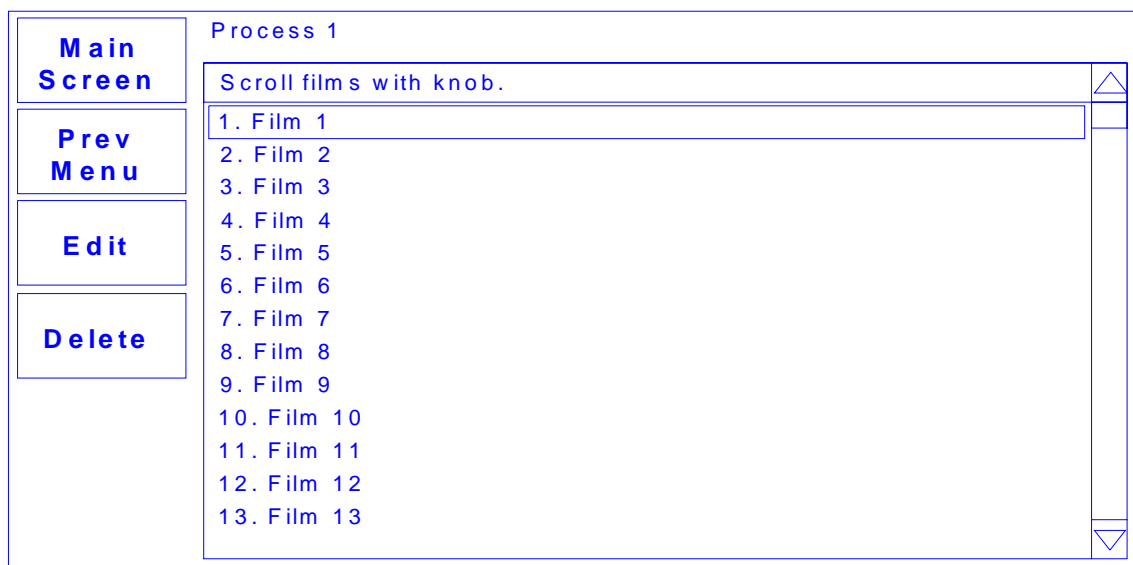 Main
Screen
Prev
Menu
Edit
Delete
Process 1
Scroll films with knob.
1. Film 1
2. Film 2
3. Film 3
4. Film 4
5. Film 5
6. Film 6
7. Film 7
8. Film 8
9. Film 9
10. Film 10
11. Film 11
12. Film 12
13. Film 13